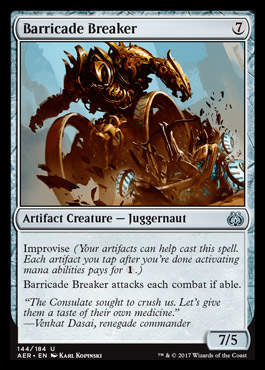 Barricade Breaker 7
Artifact Creature — Juggernaut
Improvise (Your artifacts can help cast this spell.
Each artifact you tap after you're done activating
mana abilities pays for 1.)
Barricade Breaker attacks each combat if able.
"The Consulate sought to crush us. Let's give
them a taste of their own medicine."
—Venkat Dasai, renegade commander
7/5
144/184 U
AER • EN Karl Kopinski ™ & © 2017 Wizards of the Coast